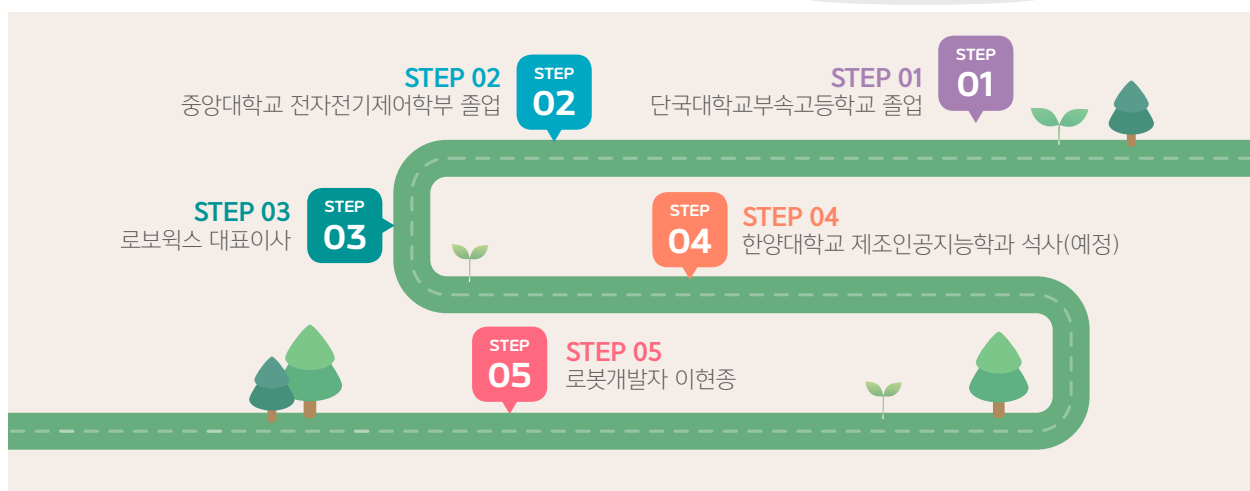 STEP 01
단국대학교부속고등학교 졸업
STEP
01
STEP 02
중앙대학교 전자전기제어학부 졸업
STEP
02
STEP 03
로보웍스 대표이사
STEP
03
STEP
04
STEP 04
한양대학교 제조인공지능학과 석사(예정)
STEP
05
STEP 05
로봇개발자 이현종